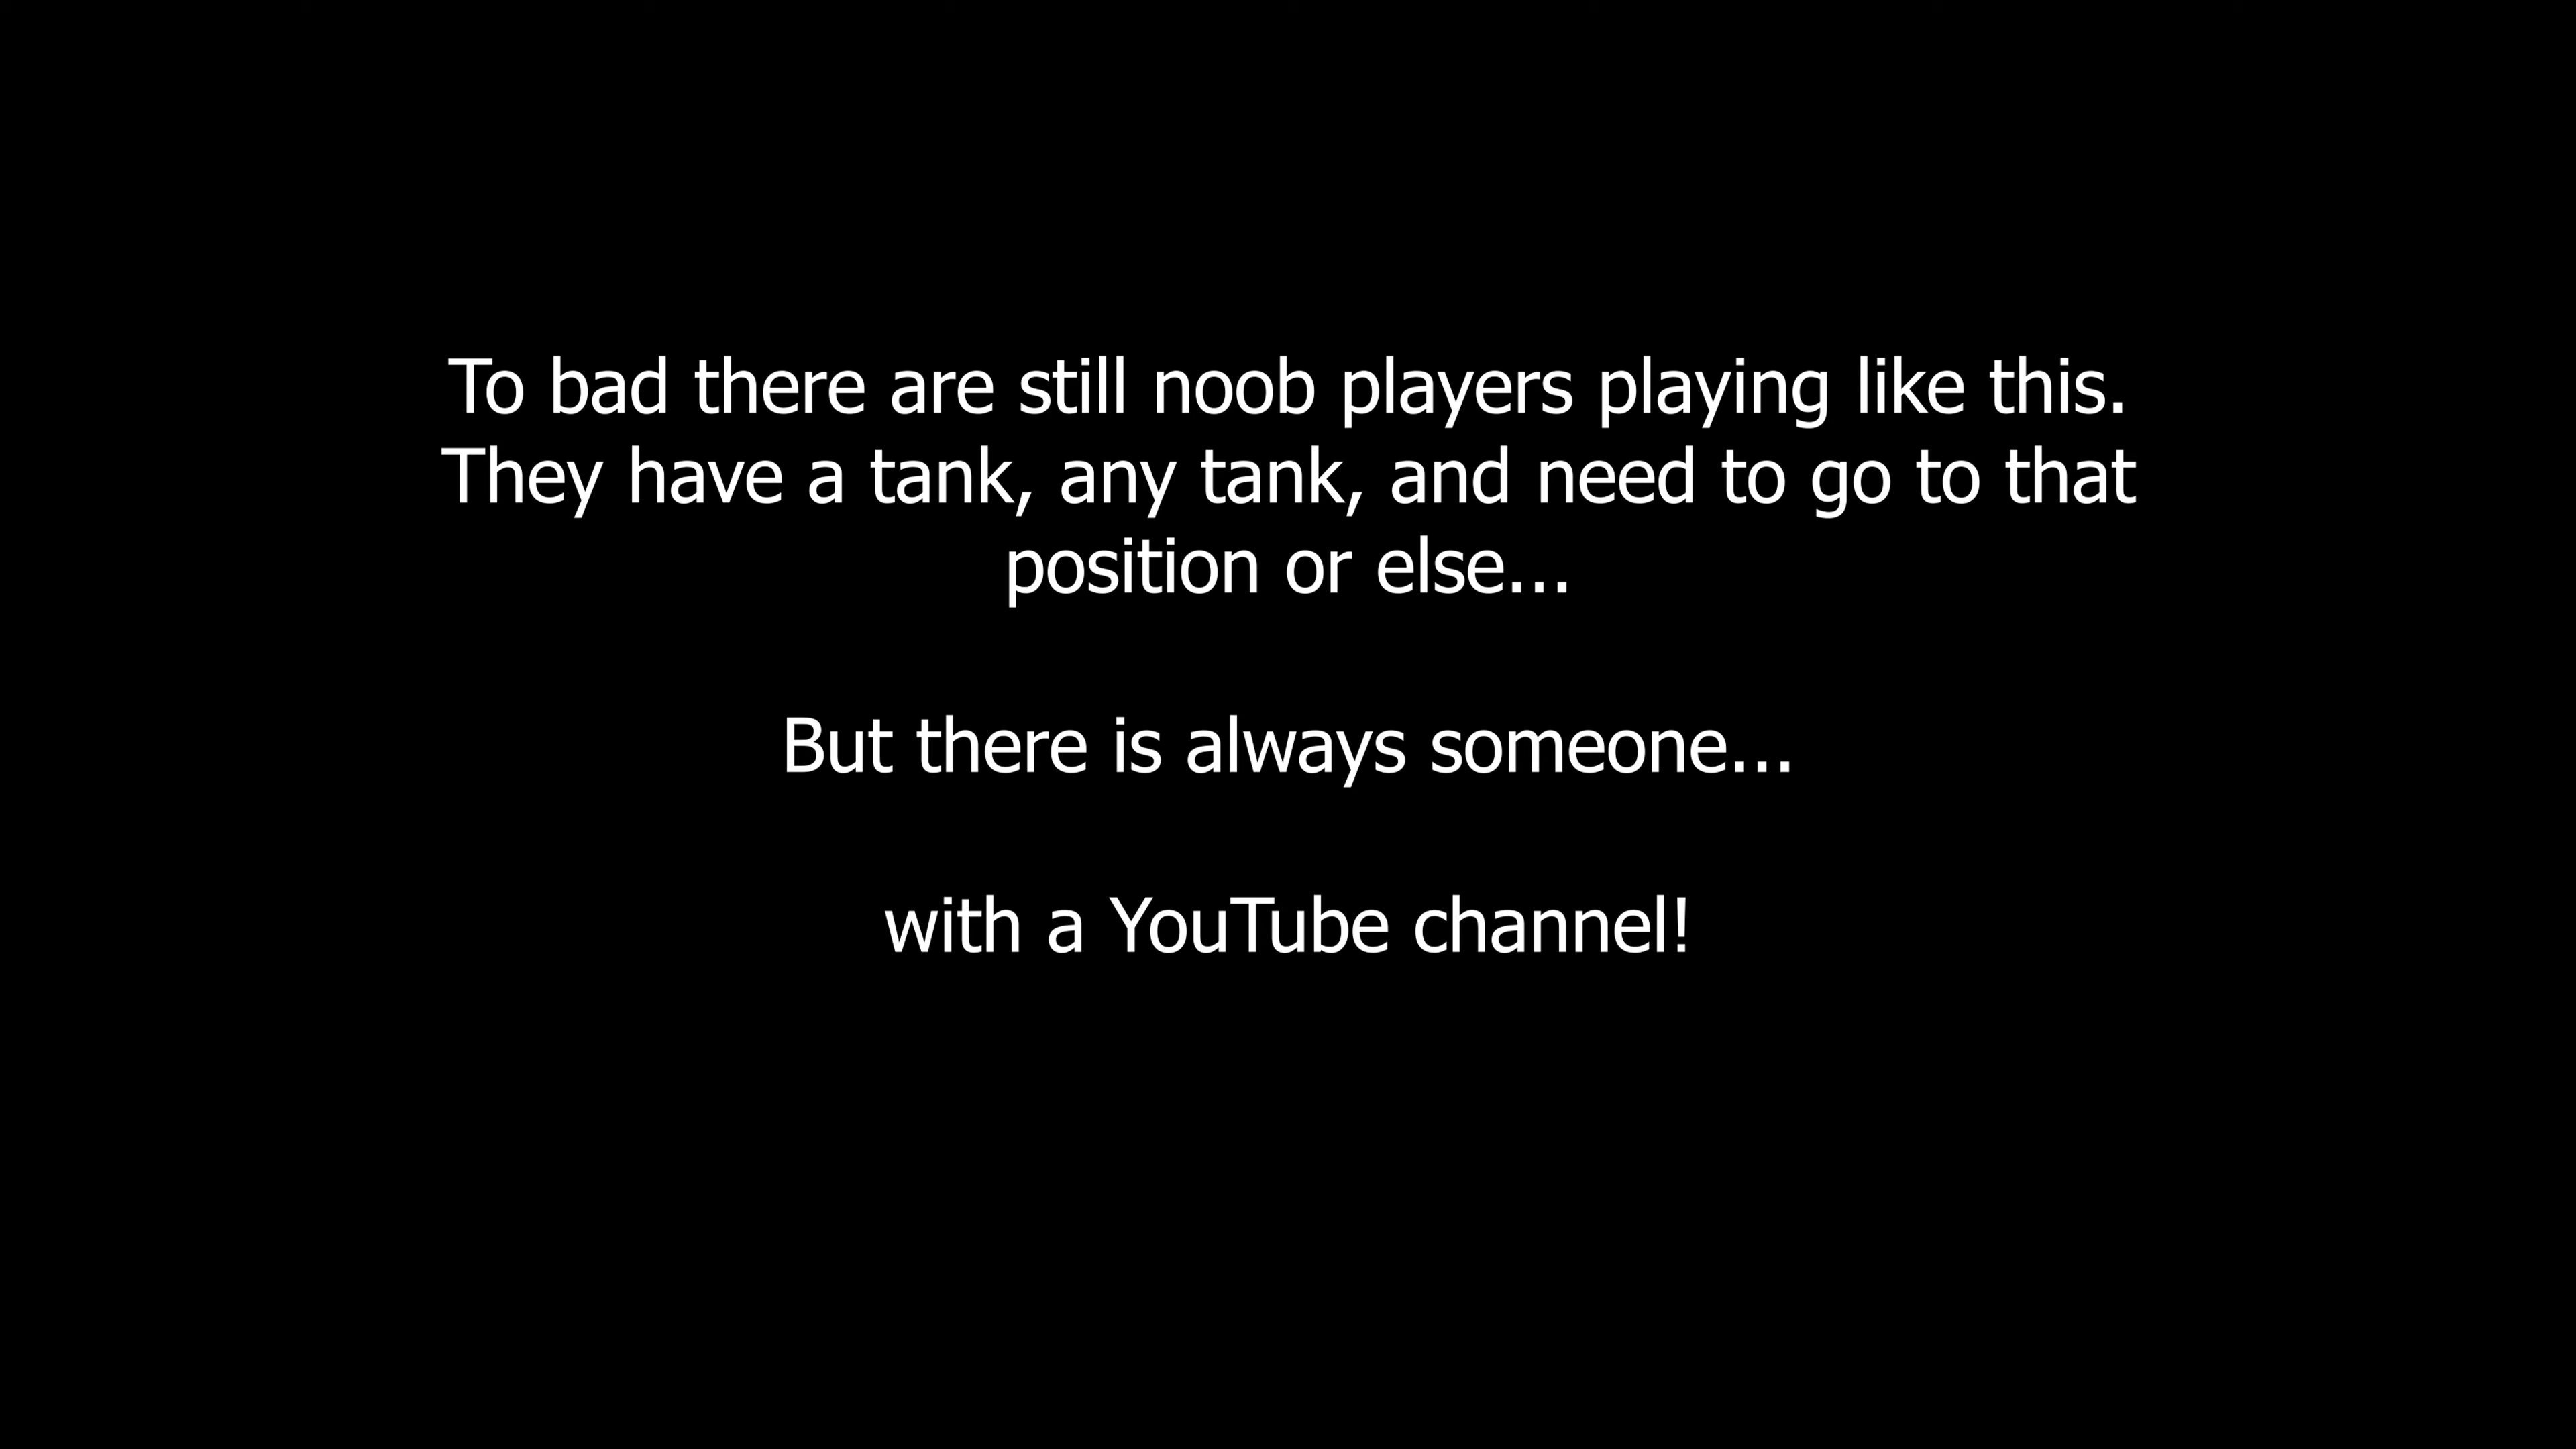 To bad there are still noob players playing like this.
They have a tank, any tank, and need to go to that
position or else...
But there is always someone...
with a YouTube channel!